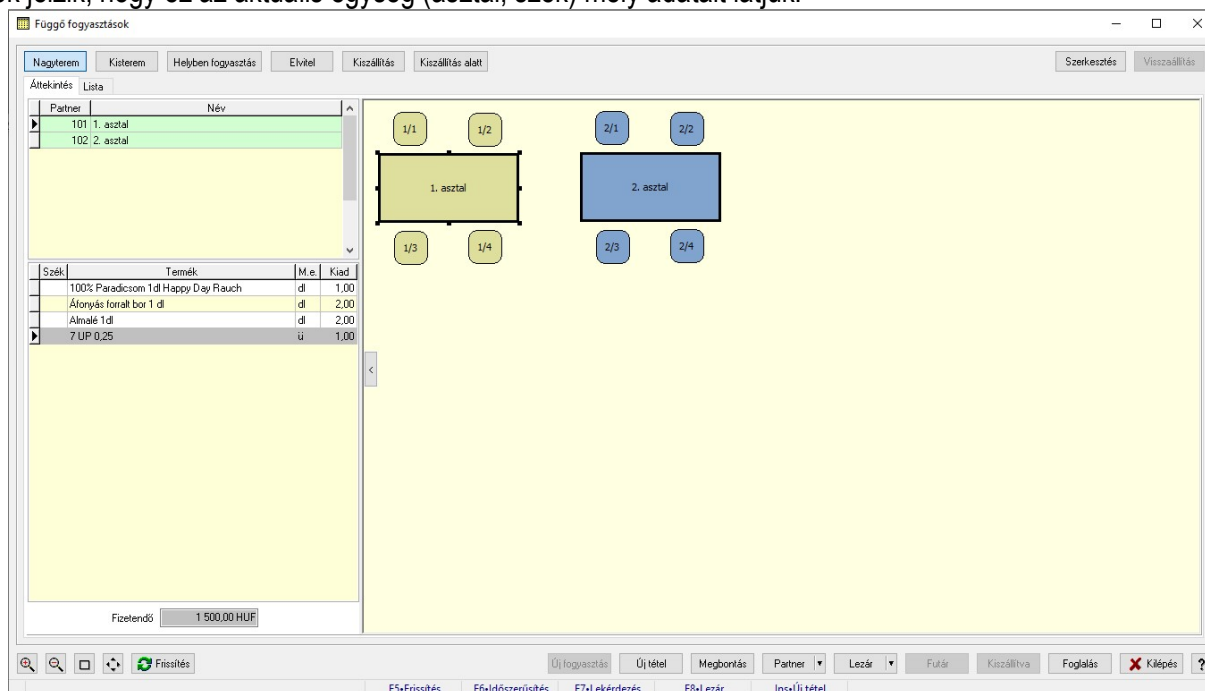 k jelzik, hogy ez az aktuális egység (asztal, szék) mely adatait látjuk.
Függő fogyasztások
Nagyterem Kisterem Helyben fogyasztás Elvitel Kiszállítás Kiszállítás alatt Szerkesztés Visszaállítás
Áttekintés Lista
Partner Név
101 1. asztal
102 2. asztal
1/1 1/2 2/1 2/2
1. asztal 2. asztal
1/3 1/4 2/3 2/4
Szék Termék M.e. Kiad
100% Paradicsom 1dl Happy Day Rauch dl 1,00
Áfonyás forralt bor 1 dl dl 2,00
Almalé 1dl dl 2,00
7 UP 0,25 ü 1,00
<
Fizetendő 1 500,00 HUF
Frissítés Új fogyasztás Új tétel Megbontás Partner Lezár Futár Kiszállítva Foglalás Kilépés ?
F5•Frissítés F6•Időszerűsítés F7•Lekérdezés F8•Lezár Ins•Új tétel